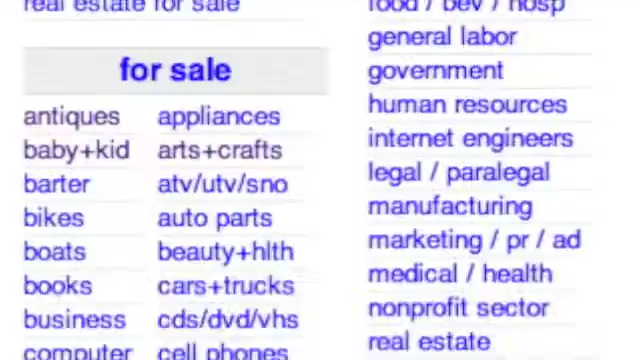 real estate for sale
for sale
antiques appliances
baby+kid arts+crafts
barter atv/utv/sno
bikes auto parts
boats beauty+hlth
books cars+trucks
business cds/dvd/vhs
computer cell phones
food / bev / hosp
general labor
government
human resources
internet engineers
legal / paralegal
manufacturing
marketing / pr / ad
medical / health
nonprofit sector
real estate